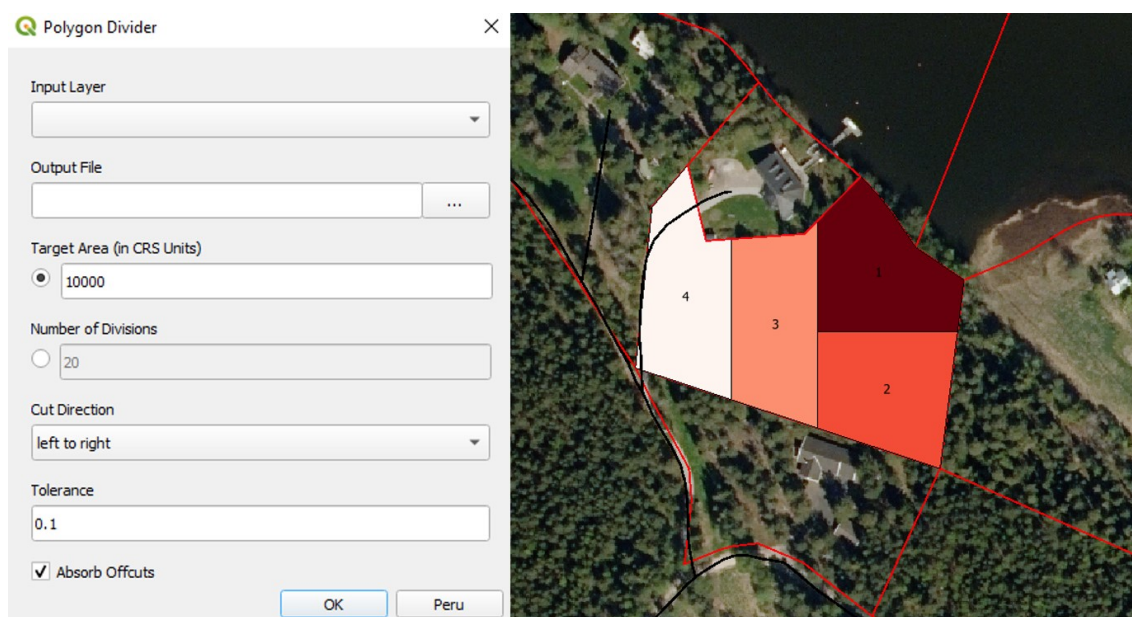 Polygon Divider
Input Layer
Output File
...
Target Area (in CRS Units)
10000
Number of Divisions
20
Cut Direction
left to right
Tolerance
0.1
Absorb Offcuts
OK Peru
1
4
3
2